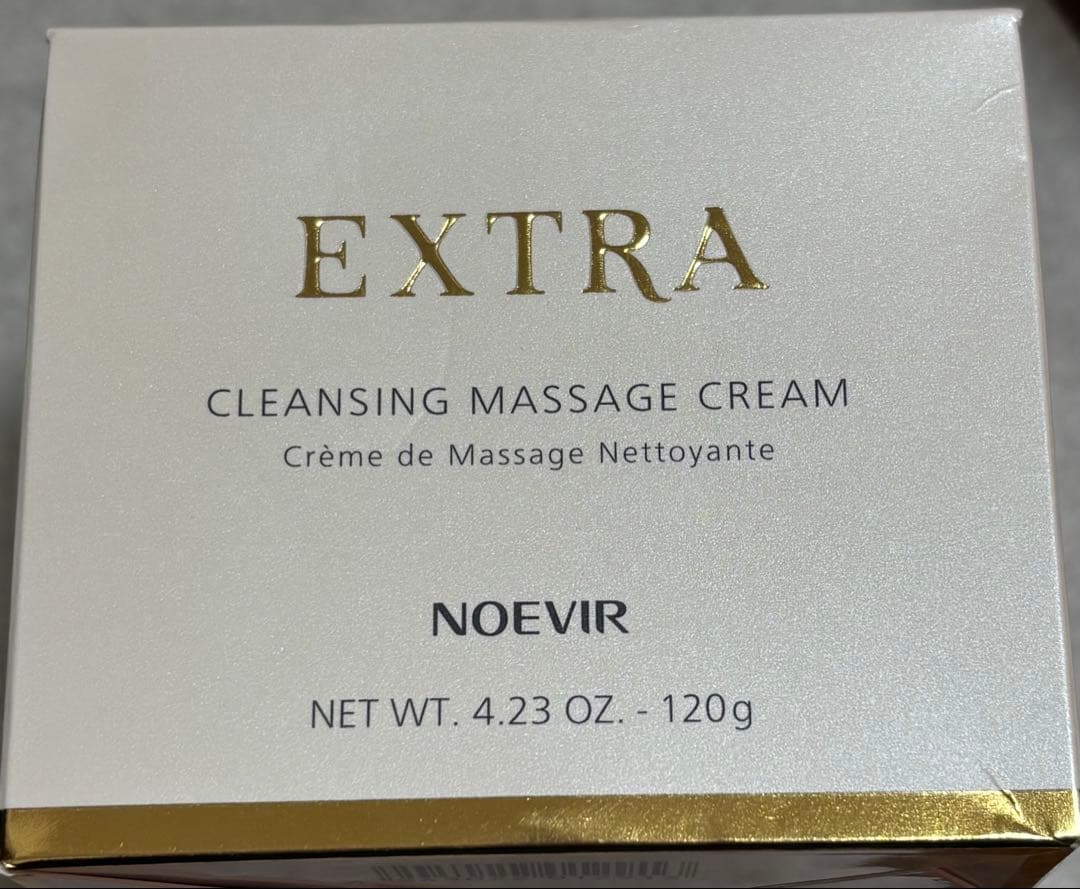 EXTRA
CLEANSING MASSAGE CREAM
Crème de Massage Nettoyante
NOEVIR
NET WT. 4.23 OZ. - 120g